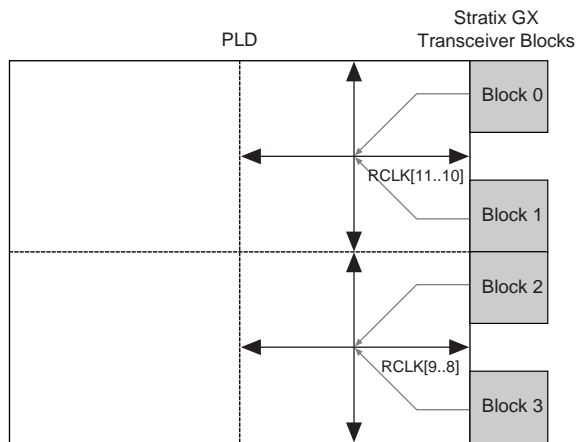 Stratix GX
PLD Transceiver Blocks
Block 0
RCLK[11..10]
Block 1
Block 2
RCLK[9..8]
Block 3